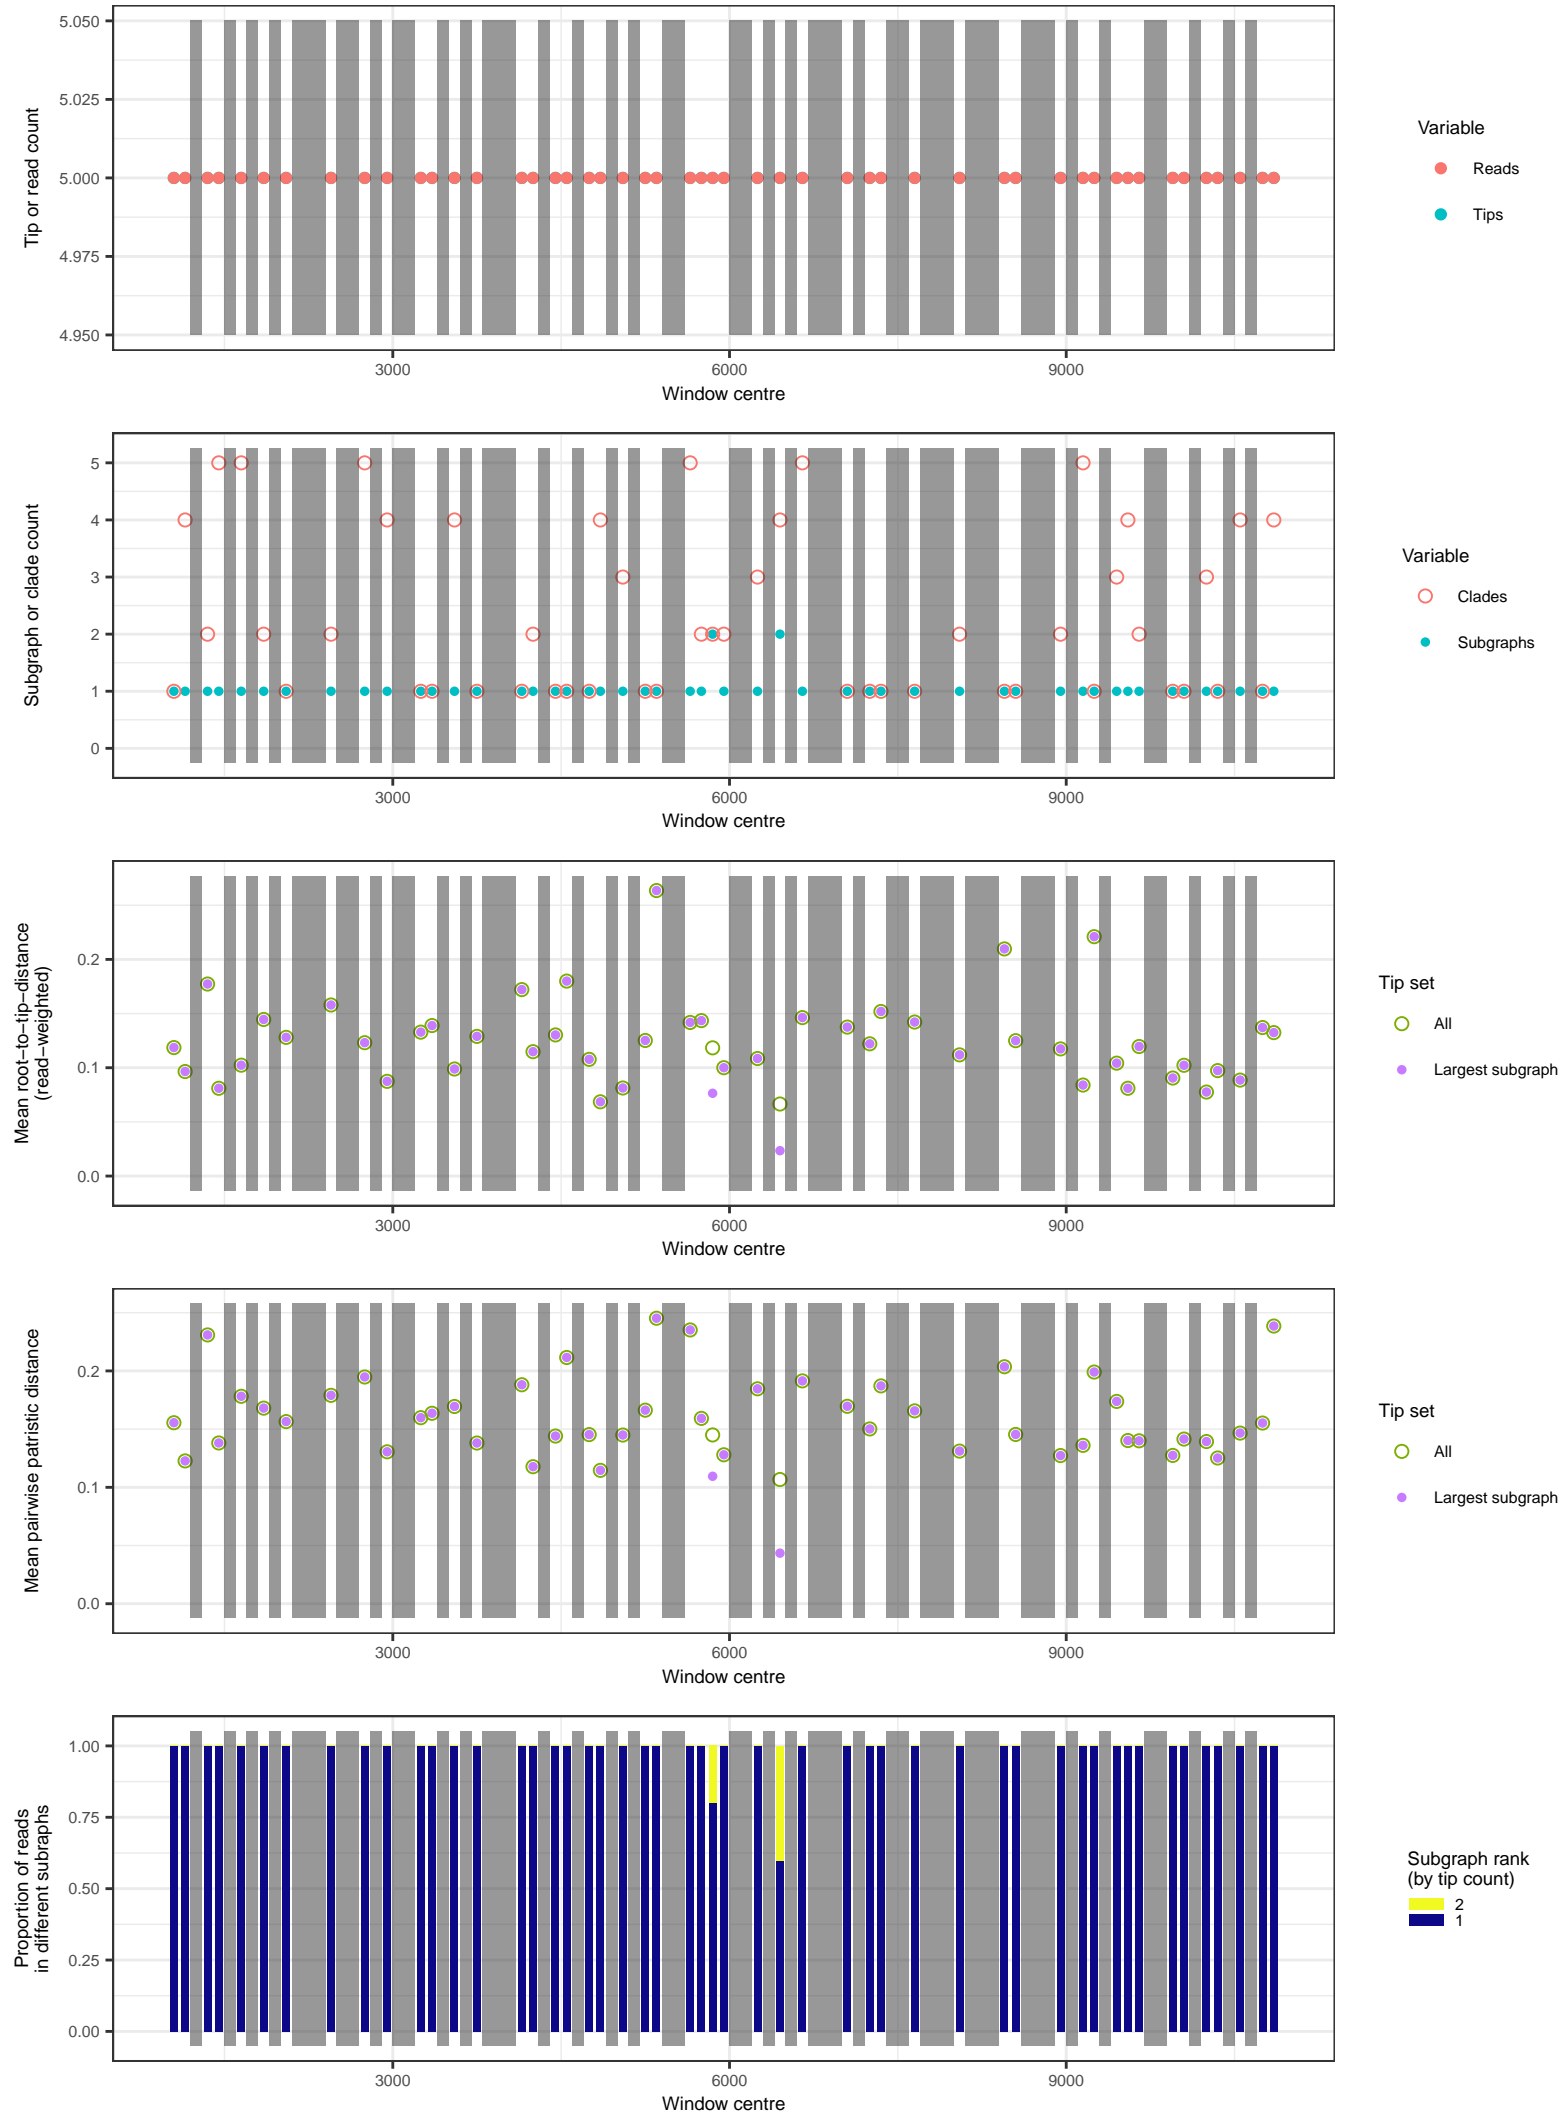 5.050
5.025
5.000
4.975
4.950
Tip or read count
3000
6000
9000
Window centre
Variable
Reads
Tips
5
4
3
2
1
0
Subgraph or clade count
3000
6000
9000
Window centre
Variable
Clades
Subgraphs
0.2
0.1
0.0
Mean root−to−tip−distance
(read−weighted)
3000
6000
9000
Window centre
Tip set
All
Largest subgraph
0.2
0.1
0.0
Mean pairwise patristic distance
3000
6000
9000
Window centre
Tip set
All
Largest subgraph
1.00
0.75
0.50
0.25
0.00
Proportion of reads
in different subraphs
3000
6000
9000
Window centre
Subgraph rank
(by tip count)
2
1